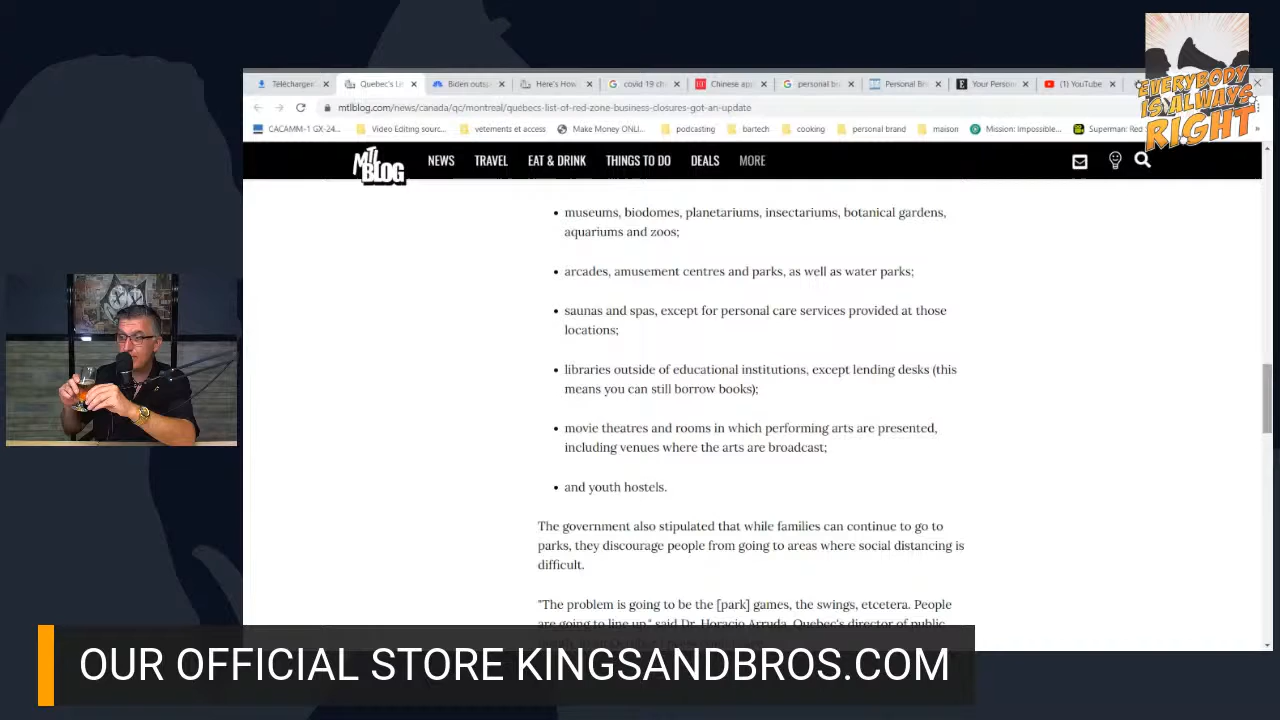 EVERYBODY
IS ALWAYS
RIGHT
Télécharger
Quebec's Li
Biden outs
Here's How
covid 19 ch
Chinese app
personal br
Personal Br
Your Person
(1) YouTube
mtlblog.com/news/canada/qc/montreal/quebecs-list-of-red-zone-business-closures-got-an-update
CACAMM-1 GX-24...
Video Editing sourc...
vetements et access
Make Money ONLI...
podcasting
bartech
cooking
personal brand
maison
Mission: Impossible...
Superman: Red
MTL
BLOG
NEWS
TRAVEL
EAT & DRINK
THINGS TO DO
DEALS
MORE
• museums, biodomes, planetariums, insectariums, botanical gardens,
aquariums and zoos;
• arcades, amusement centres and parks, as well as water parks;
• saunas and spas, except for personal care services provided at those
locations;
• libraries outside of educational institutions, except lending desks (this
means you can still borrow books);
• movie theatres and rooms in which performing arts are presented,
including venues where the arts are broadcast;
• and youth hostels.
The government also stipulated that while families can continue to go to
parks, they discourage people from going to areas where social distancing is
difficult.
"The problem is going to be the [park] games, the swings, etcetera. People
are going to line up," said Dr. Horacio Arruda, Quebec's director of public
OUR OFFICIAL STORE KINGSANDBROS.COM